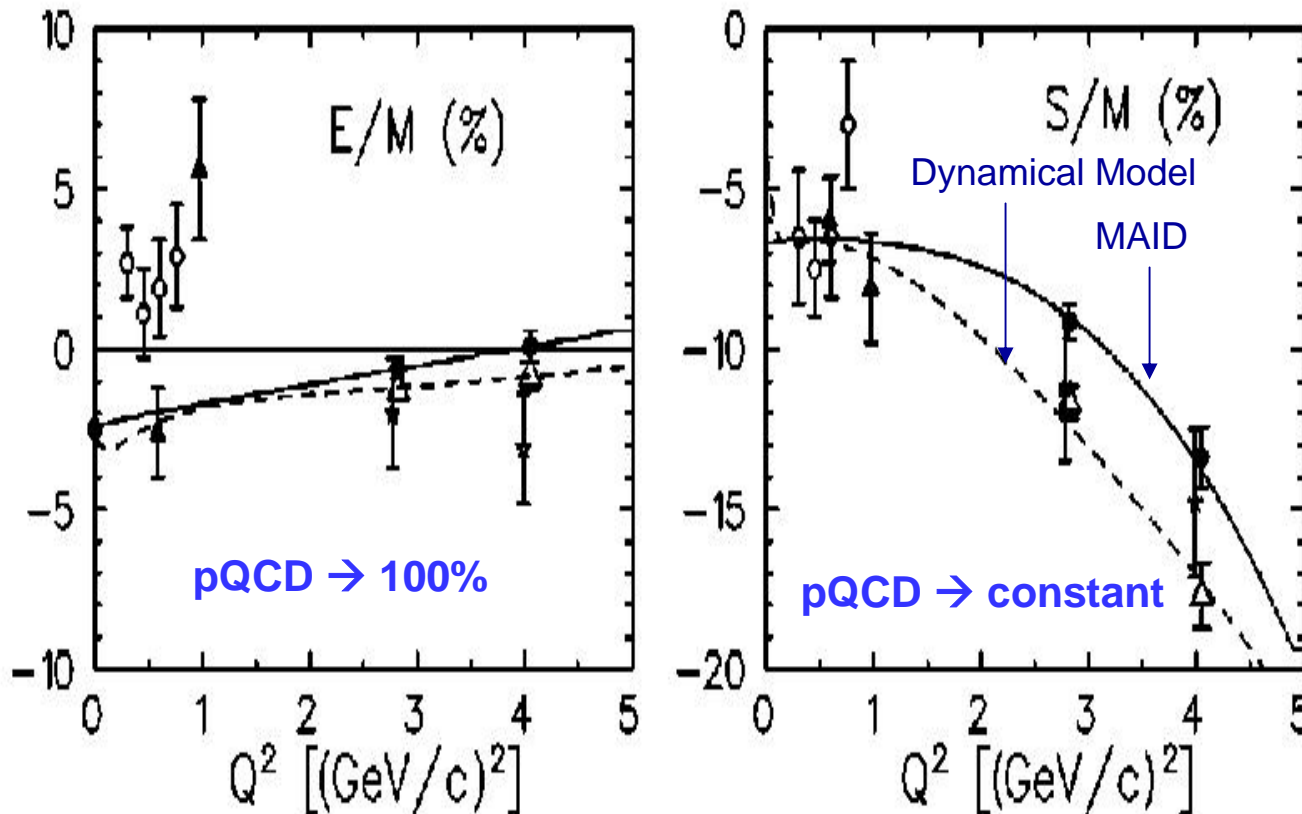 10
5
0
−5
−10
E/M (%)
pQCD → 100%
0 1 2 3 4 5
Q² [(GeV/c)²]
0
−5
−10
−15
−20
S/M (%)
Dynamical Model
MAID
pQCD → constant
0 1 2 3 4 5
Q² [(GeV/c)²]